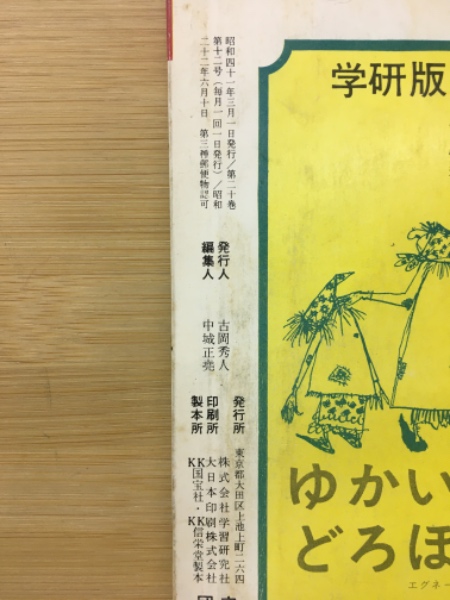 昭和四十一年三月一日発行／第二十巻
第十二号（毎月一回一日発行）／昭和
二十二年六月十日　第三種郵便物認可
発行人　古岡秀人
編集人　中城正堯
発行所　東京都大田区上池上町二六四
株式会社学習研究社
印刷所　大日本印刷株式会社
製本所　KK国宝社・KK信栄堂製本
学研版
ゆかい
どろぼ
エグネー